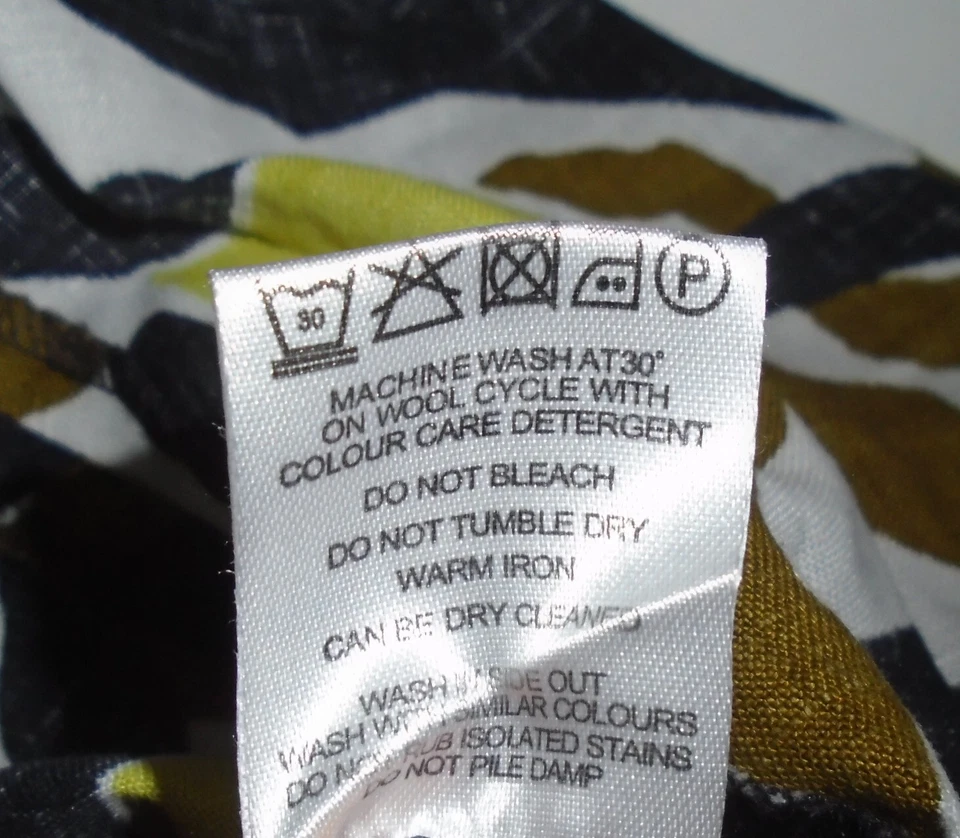 30 P
MACHINE WASH AT 30°
ON WOOL CYCLE WITH
COLOUR CARE DETERGENT
DO NOT BLEACH
DO NOT TUMBLE DRY
WARM IRON
CAN BE DRY CLEANED
WASH INSIDE OUT
WASH WITH SIMILAR COLOURS
DO NOT RUB ISOLATED STAINS
DO NOT PILE DAMP